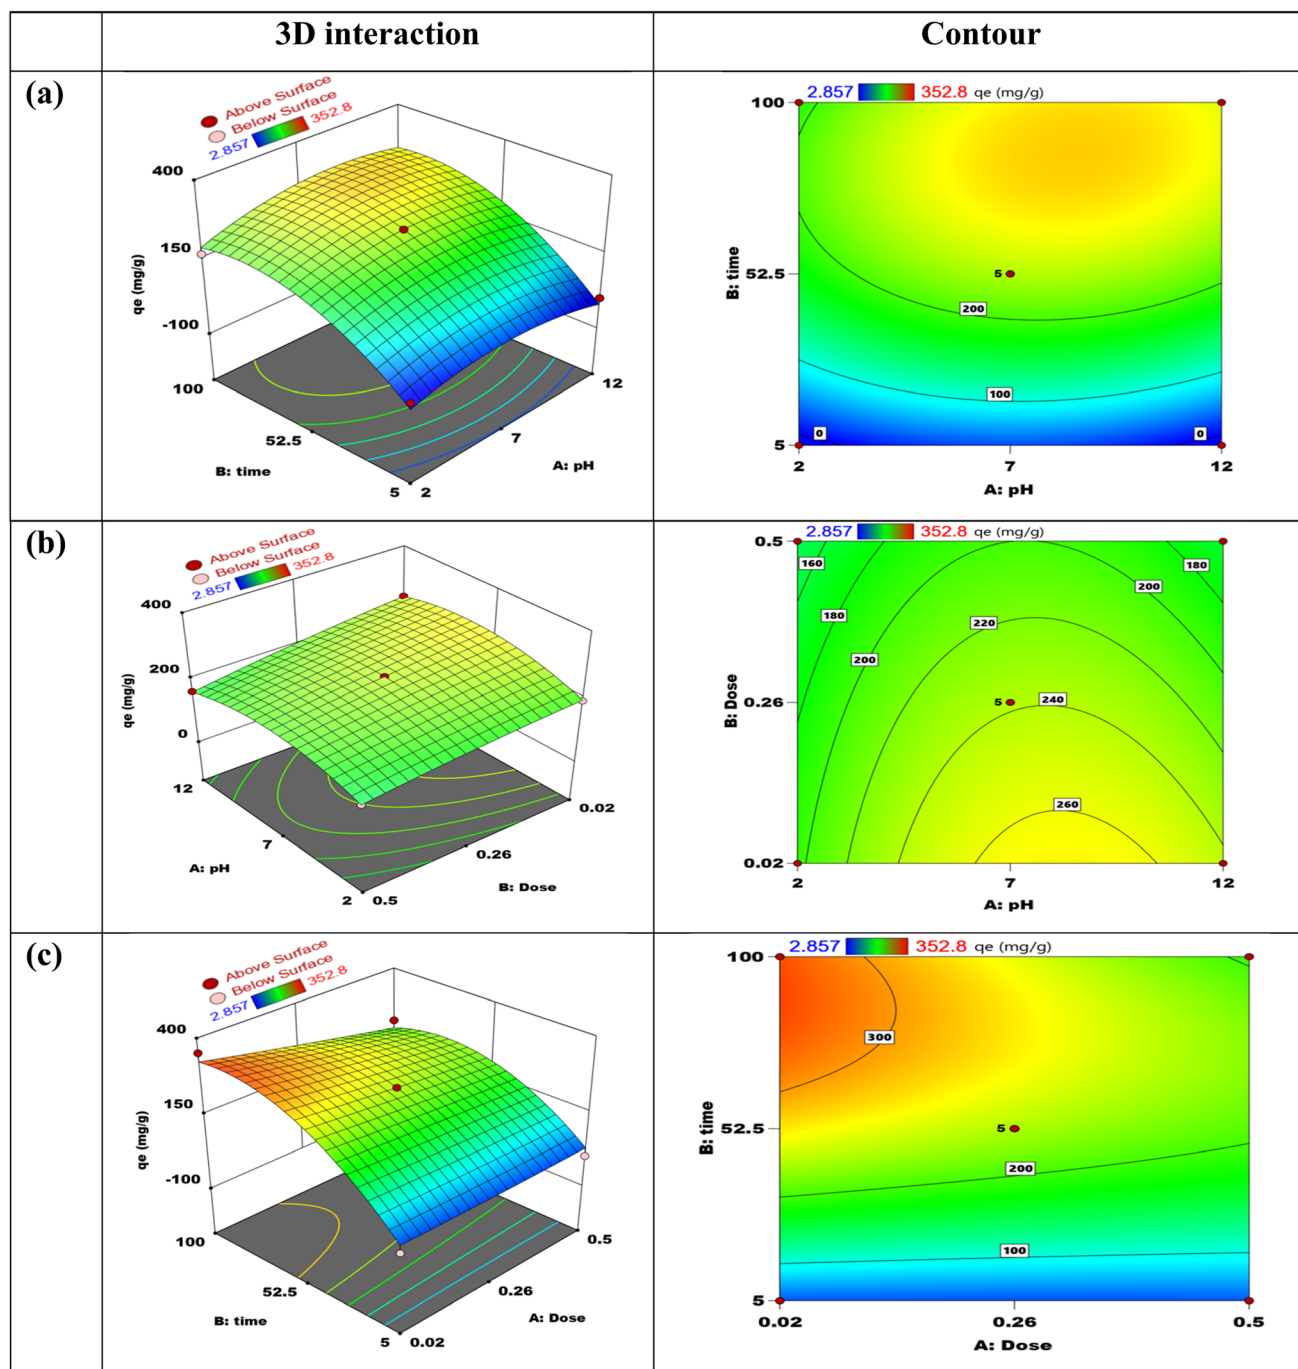 3D interaction
Contour
(a)
Above Surface
Below Surface
2.857 352.8
400
150
-100
qe (mg/g)
100
52.5
5
B: time
2
7
12
A: pH
2.857 352.8 qe (mg/g)
100
52.5
5
B: time
200
100
0
0
5
2
7
12
A: pH
(b)
Above Surface
Below Surface
2.857 352.8
400
200
0
qe (mg/g)
12
7
2
A: pH
0.5
0.26
0.02
B: Dose
2.857 352.8 qe (mg/g)
0.5
0.26
0.02
B: Dose
160
180
180
200
200
220
5
240
260
2
7
12
A: pH
(c)
Above Surface
Below Surface
2.857 352.8
400
150
-100
qe (mg/g)
100
52.5
5
B: time
0.02
0.26
0.5
A: Dose
2.857 352.8 qe (mg/g)
100
52.5
5
B: time
300
5
200
100
0.02
0.26
0.5
A: Dose